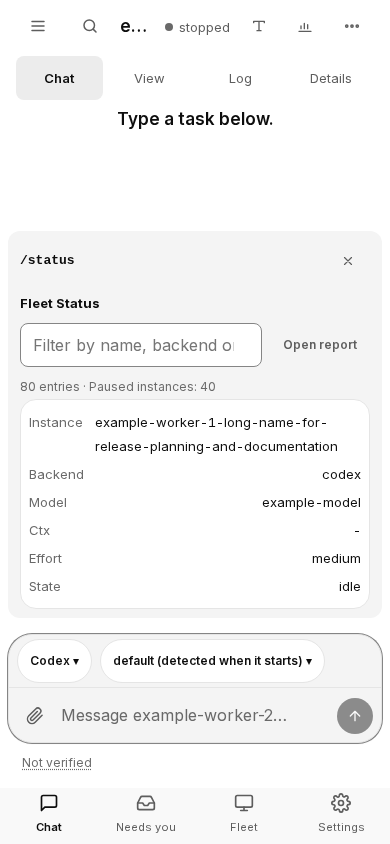 e... stopped
Chat View Log Details
Type a task below.
/status
Fleet Status
Filter by name, backend or
Open report
80 entries · Paused instances: 40
Instance example-worker-1-long-name-for-
release-planning-and-documentation
Backend codex
Model example-model
Ctx -
Effort medium
State idle
Codex ▾ default (detected when it starts) ▾
Message example-worker-2...
Not verified
Chat Needs you Fleet Settings